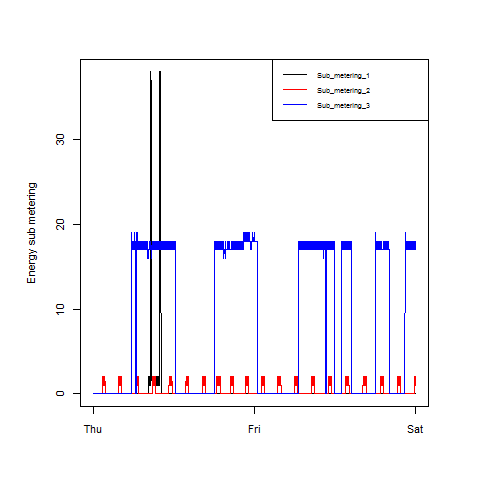 Sub_metering_1
Sub_metering_2
Sub_metering_3
Energy sub metering
30
20
10
0
Thu
Fri
Sat